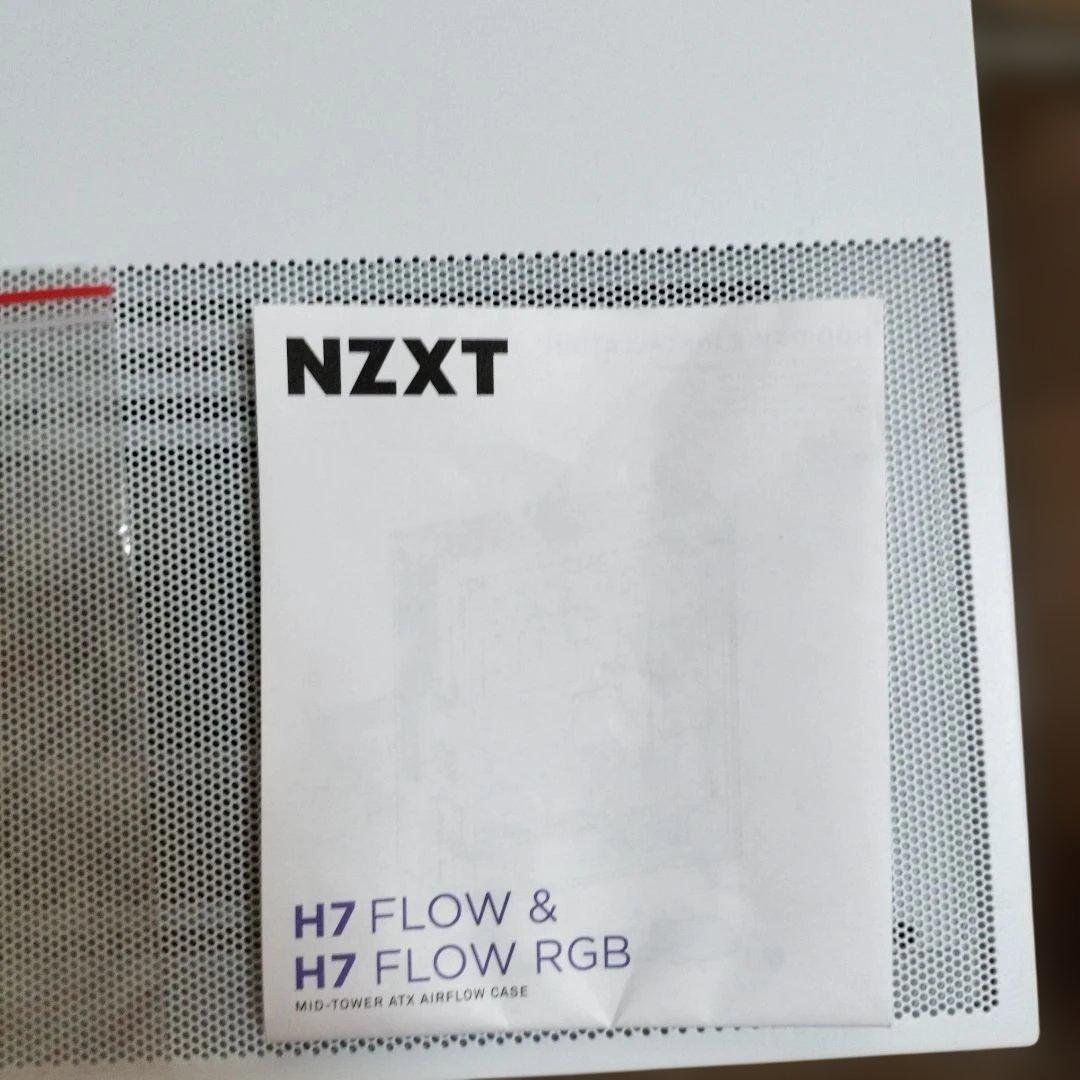 NZXT
H7 FLOW &
H7 FLOW RGB
MID-TOWER ATX AIRFLOW CASE